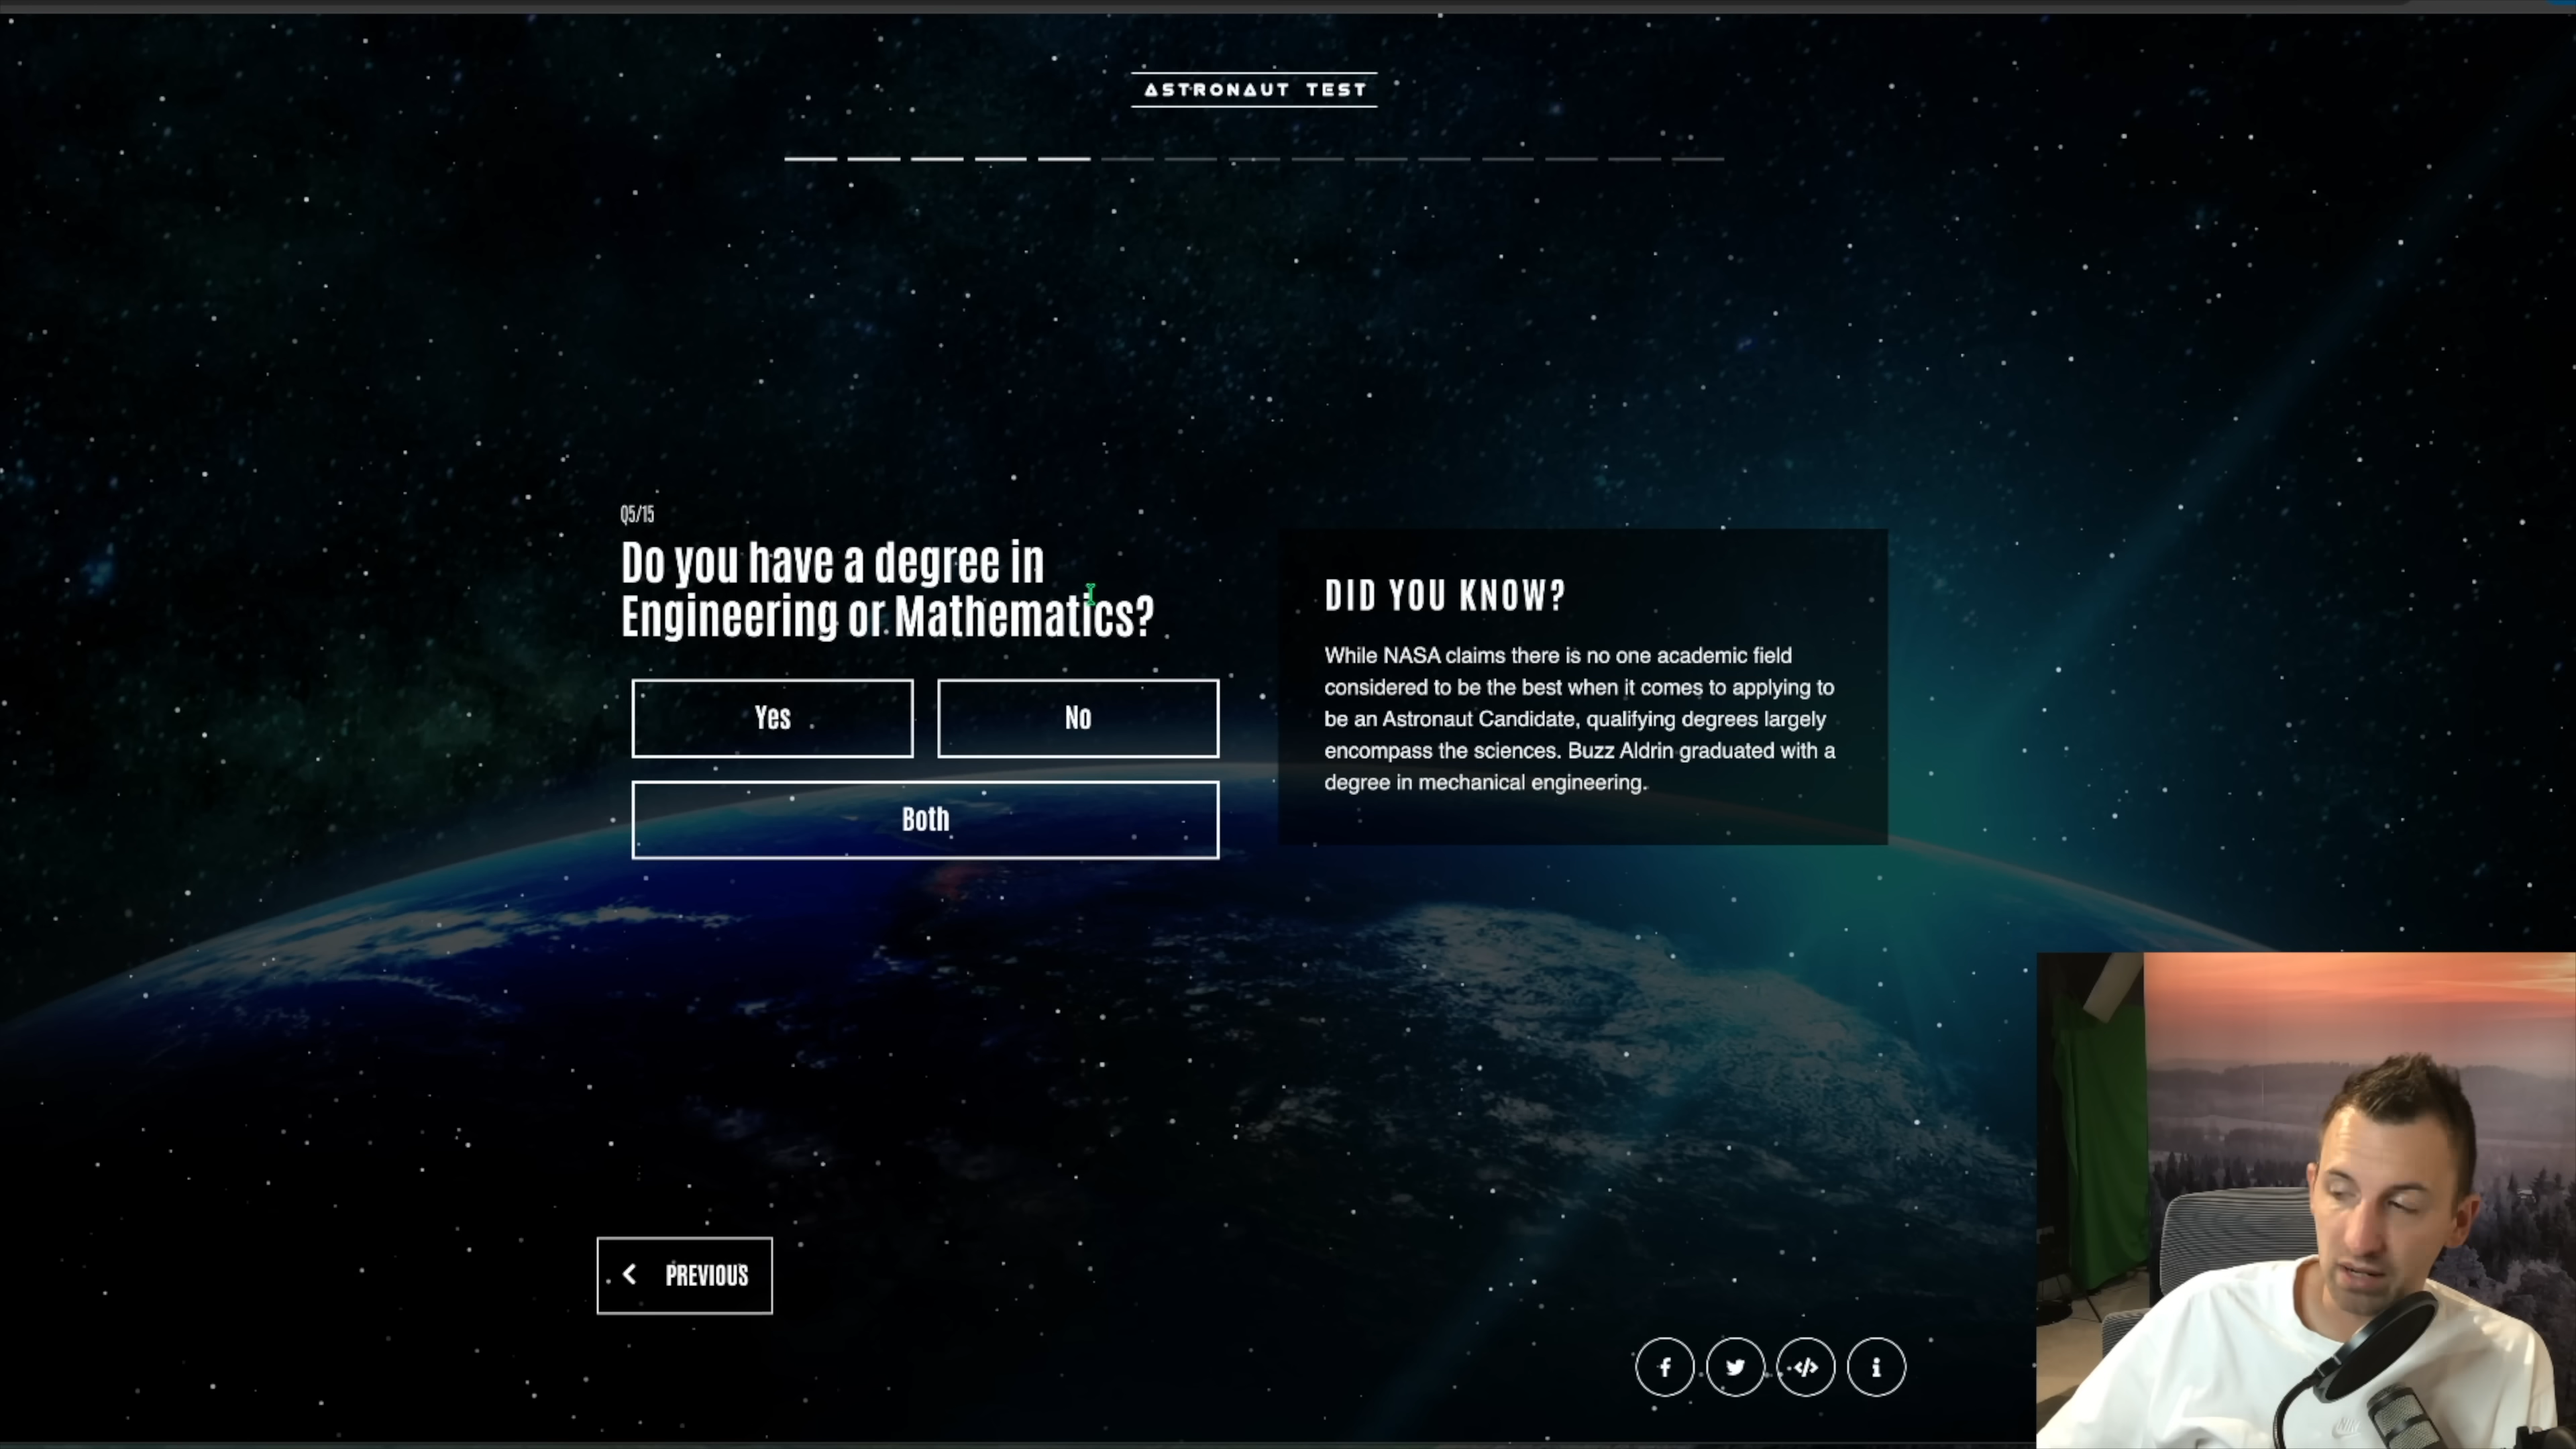 ASTRONAUT TEST
Q5/15
Do you have a degree in
Engineering or Mathematics?
Yes
No
Both
DID YOU KNOW?
While NASA claims there is no one academic field
considered to be the best when it comes to applying to
be an Astronaut Candidate, qualifying degrees largely
encompass the sciences. Buzz Aldrin graduated with a
degree in mechanical engineering.
PREVIOUS